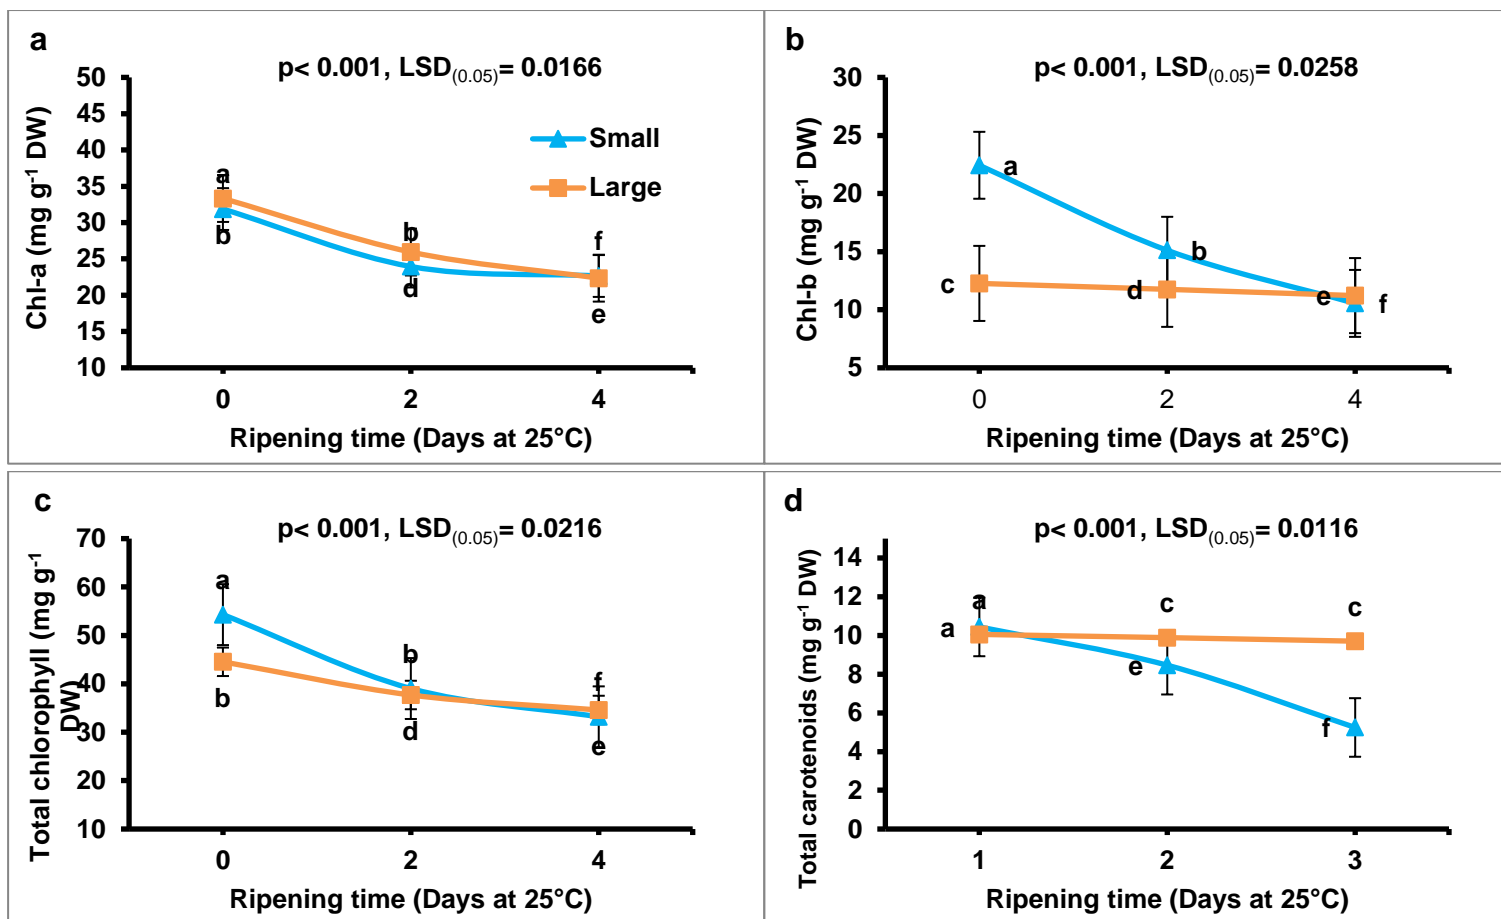 a
p< 0.001, LSD(0.05)= 0.0166
Chl-a (mg g-1 DW)
50
45
40
35
30
25
20
15
10
Small
Large
a
b
b
d
f
e
0 2 4
Ripening time (Days at 25°C)
b
p< 0.001, LSD(0.05)= 0.0258
Chl-b (mg g-1 DW)
30
25
20
15
10
5
a
b
c
d
e
f
0 2 4
Ripening time (Days at 25°C)
c
p< 0.001, LSD(0.05)= 0.0216
Total chlorophyll (mg g-1
DW)
70
60
50
40
30
20
10
a
b
b
d
f
e
0 2 4
Ripening time (Days at 25°C)
d
p< 0.001, LSD(0.05)= 0.0116
Total carotenoids (mg g-1 DW)
14
12
10
8
6
4
2
0
a
a
c
c
e
f
1 2 3
Ripening time (Days at 25°C)